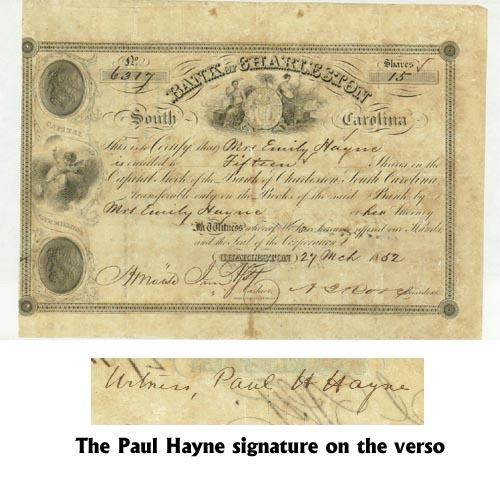 No
6317
BANK OF CHARLESTON
Shares
15
South Carolina
CAPITAL
This is to Certify that Mrs Emily Hayne
is entitled to Fifteen Shares in the
Capital Stock of the Bank of Charleston South Carolina
transferable only on the Books of the said Bank by
Mrs Emily Hayne or her Attorney
In Witness whereof We have hereunto affixed our Hands,
and the Seal of the Corporation
CHARLESTON 27 Mch 1852
Cashier President
Witness, Paul H Hayne
The Paul Hayne signature on the verso